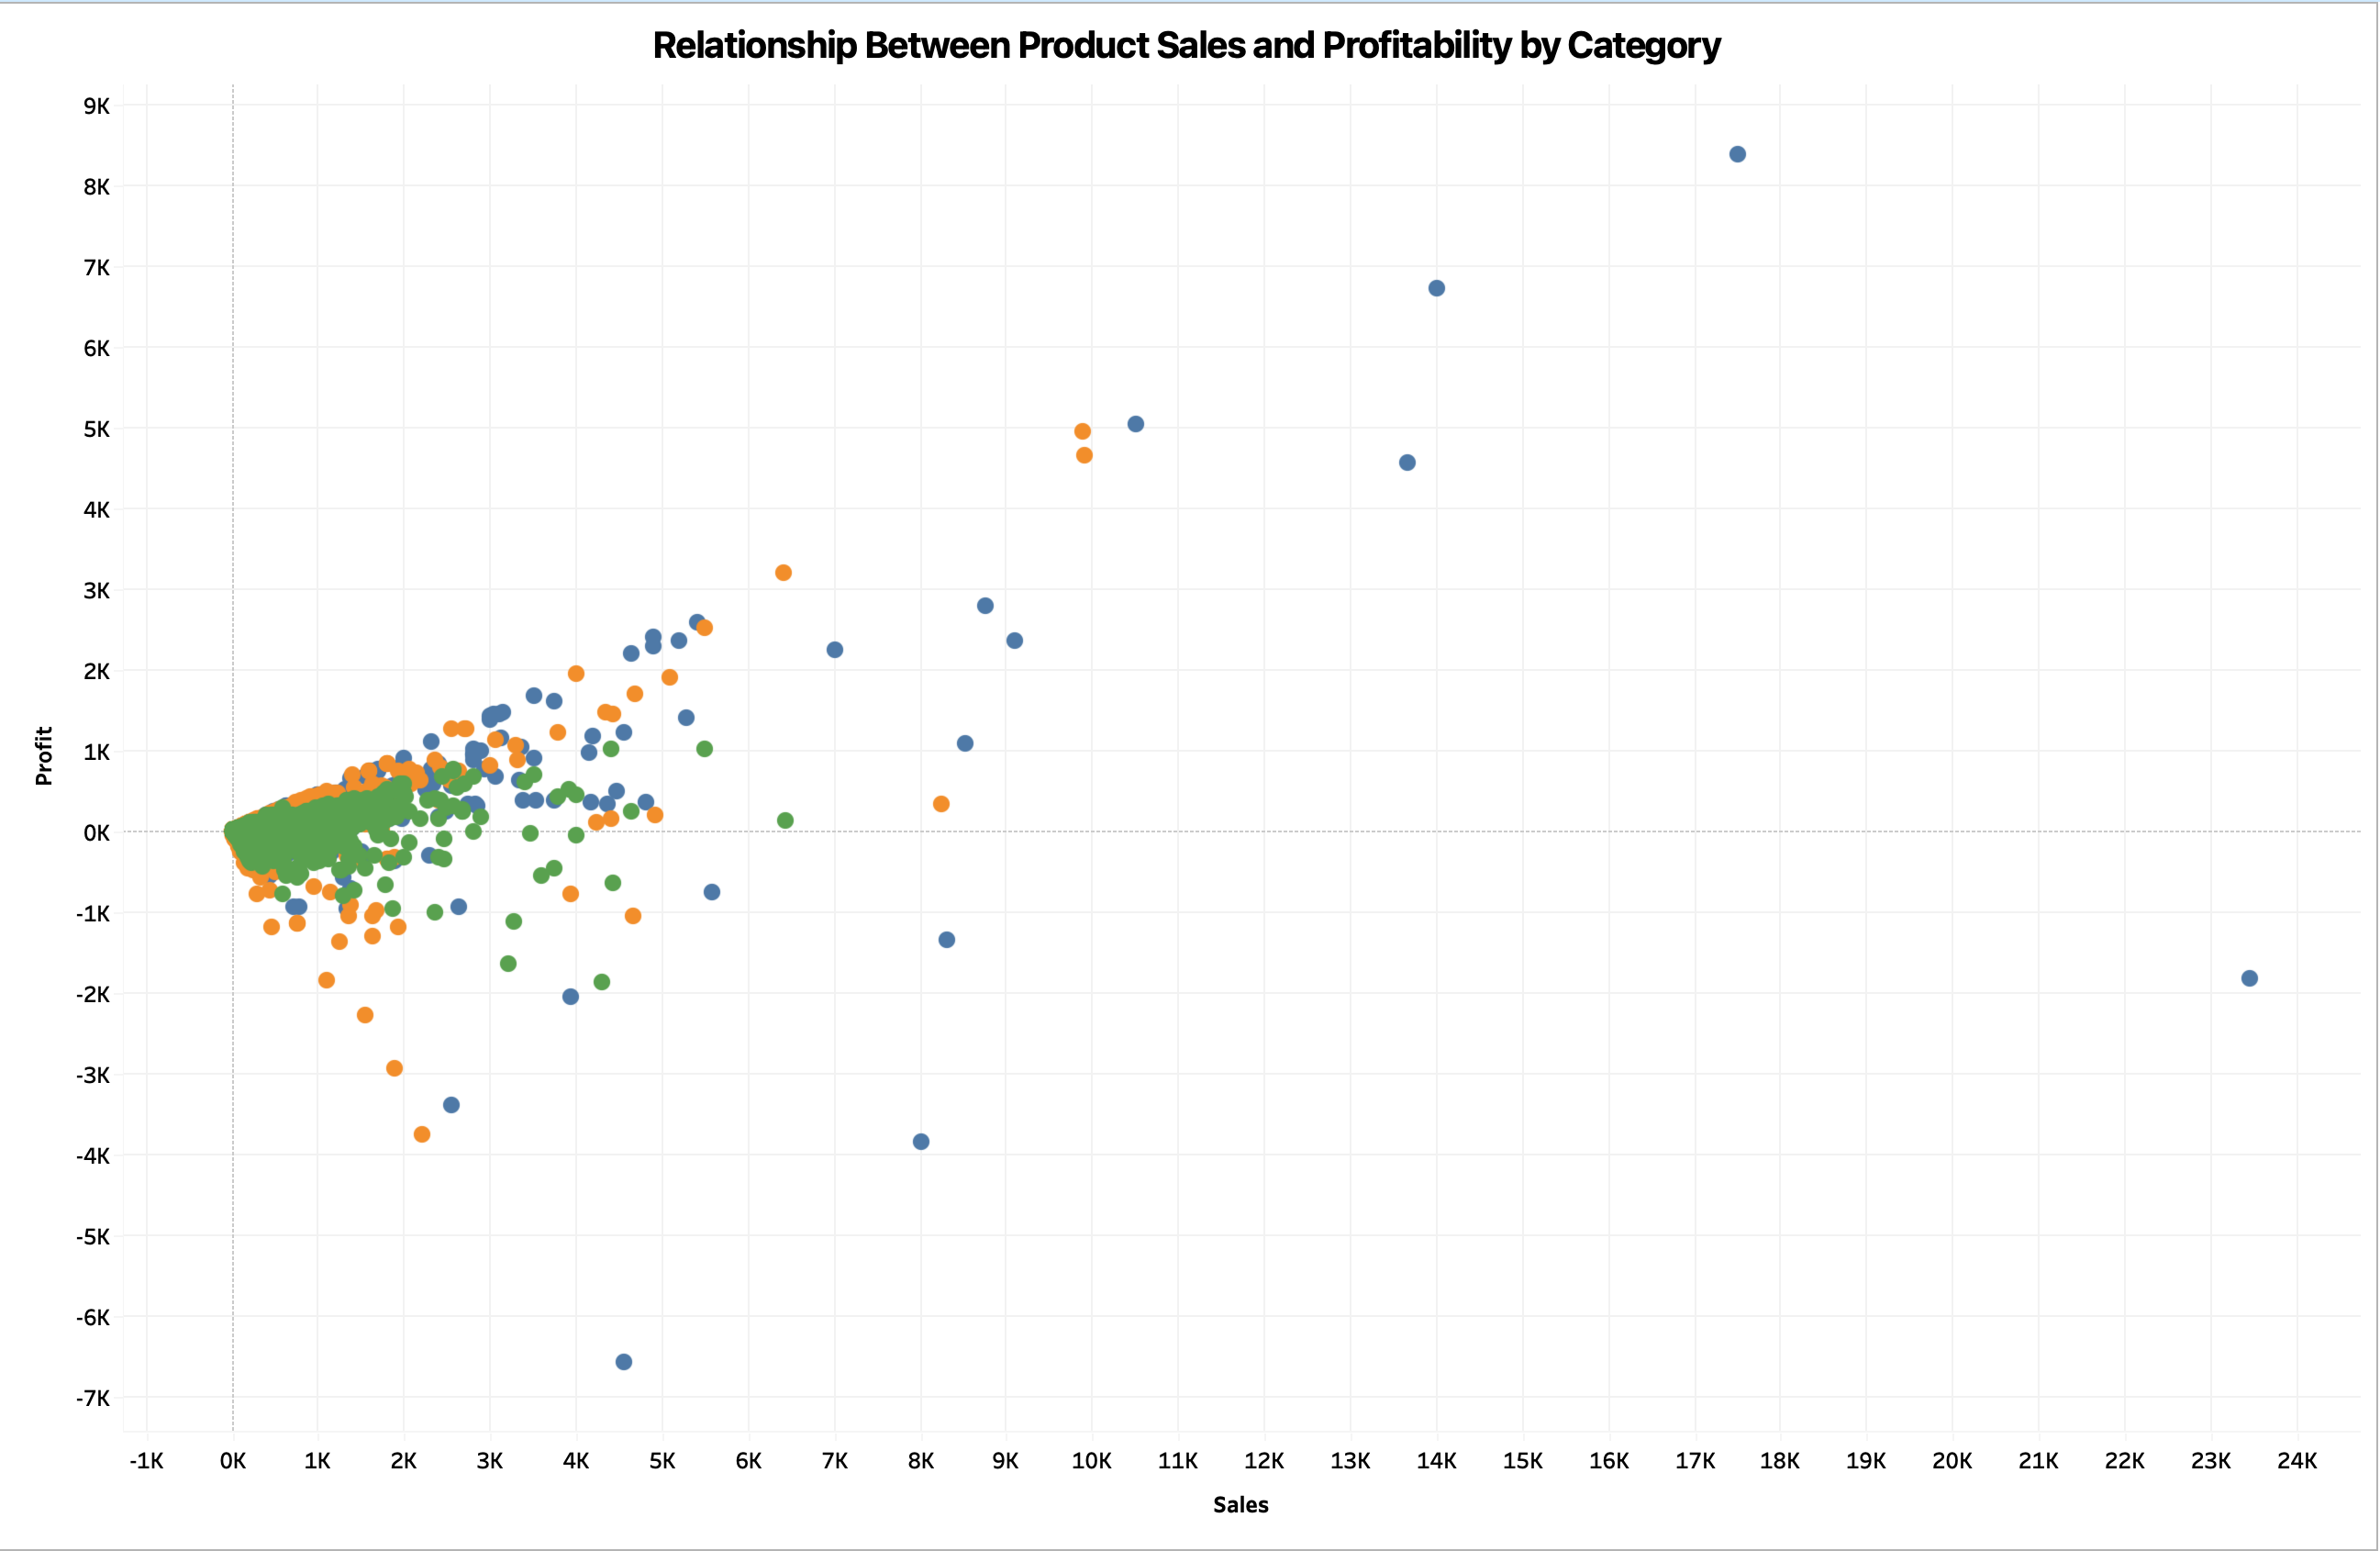 Relationship Between Product Sales and Profitability by Category
9K
8K
7K
6K
5K
4K
3K
2K
1K
0K
-1K
-2K
-3K
-4K
-5K
-6K
-7K
Profit
-1K 0K 1K 2K 3K 4K 5K 6K 7K 8K 9K 10K 11K 12K 13K 14K 15K 16K 17K 18K 19K 20K 21K 22K 23K 24K
Sales